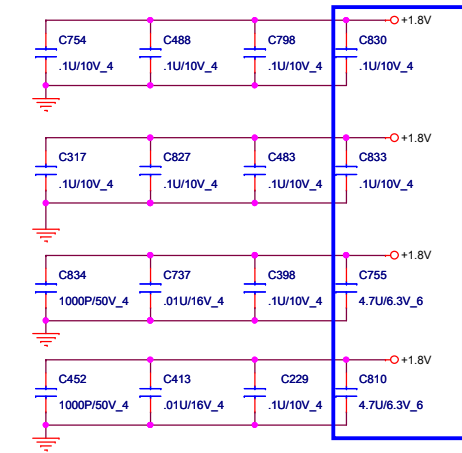 +1.8V
C754 C488 C798 C830
.1U/10V_4 .1U/10V_4 .1U/10V_4 .1U/10V_4
+1.8V
C317 C827 C483 C833
.1U/10V_4 .1U/10V_4 .1U/10V_4 .1U/10V_4
+1.8V
C834 C737 C398 C755
1000P/50V_4 .01U/16V_4 .1U/10V_4 4.7U/6.3V_6
+1.8V
C452 C413 C229 C810
1000P/50V_4 .01U/16V_4 .1U/10V_4 4.7U/6.3V_6